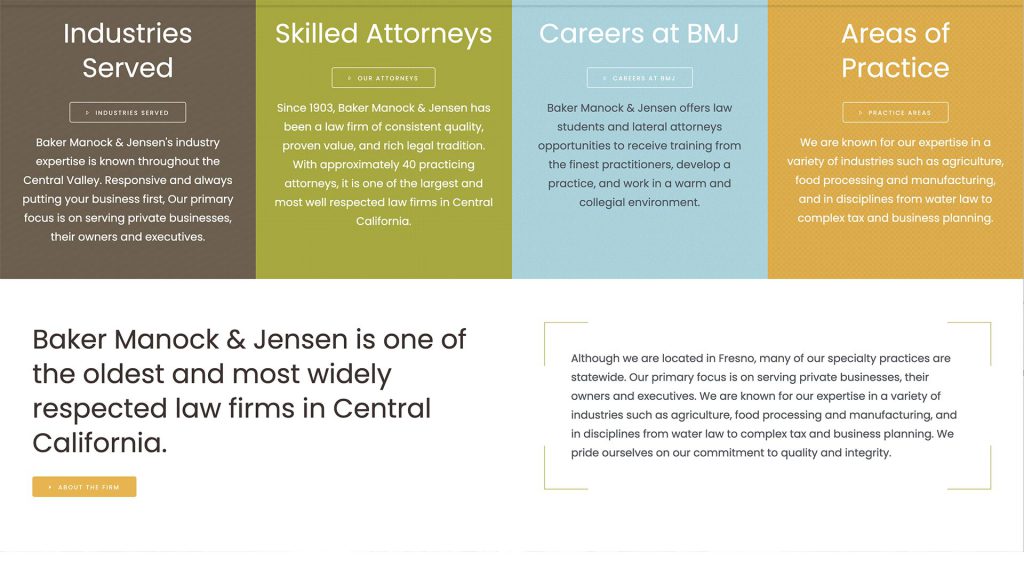 Industries
Served
INDUSTRIES SERVED
Baker Manock & Jensen's industry
expertise is known throughout the
Central Valley. Responsive and always
putting your business first, Our primary
focus is on serving private businesses,
their owners and executives.
Skilled Attorneys
OUR ATTORNEYS
Since 1903, Baker Manock & Jensen has
been a law firm of consistent quality,
proven value, and rich legal tradition.
With approximately 40 practicing
attorneys, it is one of the largest and
most well respected law firms in Central
California.
Careers at BMJ
CAREERS AT BMJ
Baker Manock & Jensen offers law
students and lateral attorneys
opportunities to receive training from
the finest practitioners, develop a
practice, and work in a warm and
collegial environment.
Areas of
Practice
PRACTICE AREAS
We are known for our expertise in a
variety of industries such as agriculture,
food processing and manufacturing,
and in disciplines from water law to
complex tax and business planning.
Baker Manock & Jensen is one of
the oldest and most widely
respected law firms in Central
California.
ABOUT THE FIRM
Although we are located in Fresno, many of our specialty practices are
statewide. Our primary focus is on serving private businesses, their
owners and executives. We are known for our expertise in a variety of
industries such as agriculture, food processing and manufacturing, and
in disciplines from water law to complex tax and business planning. We
pride ourselves on our commitment to quality and integrity.